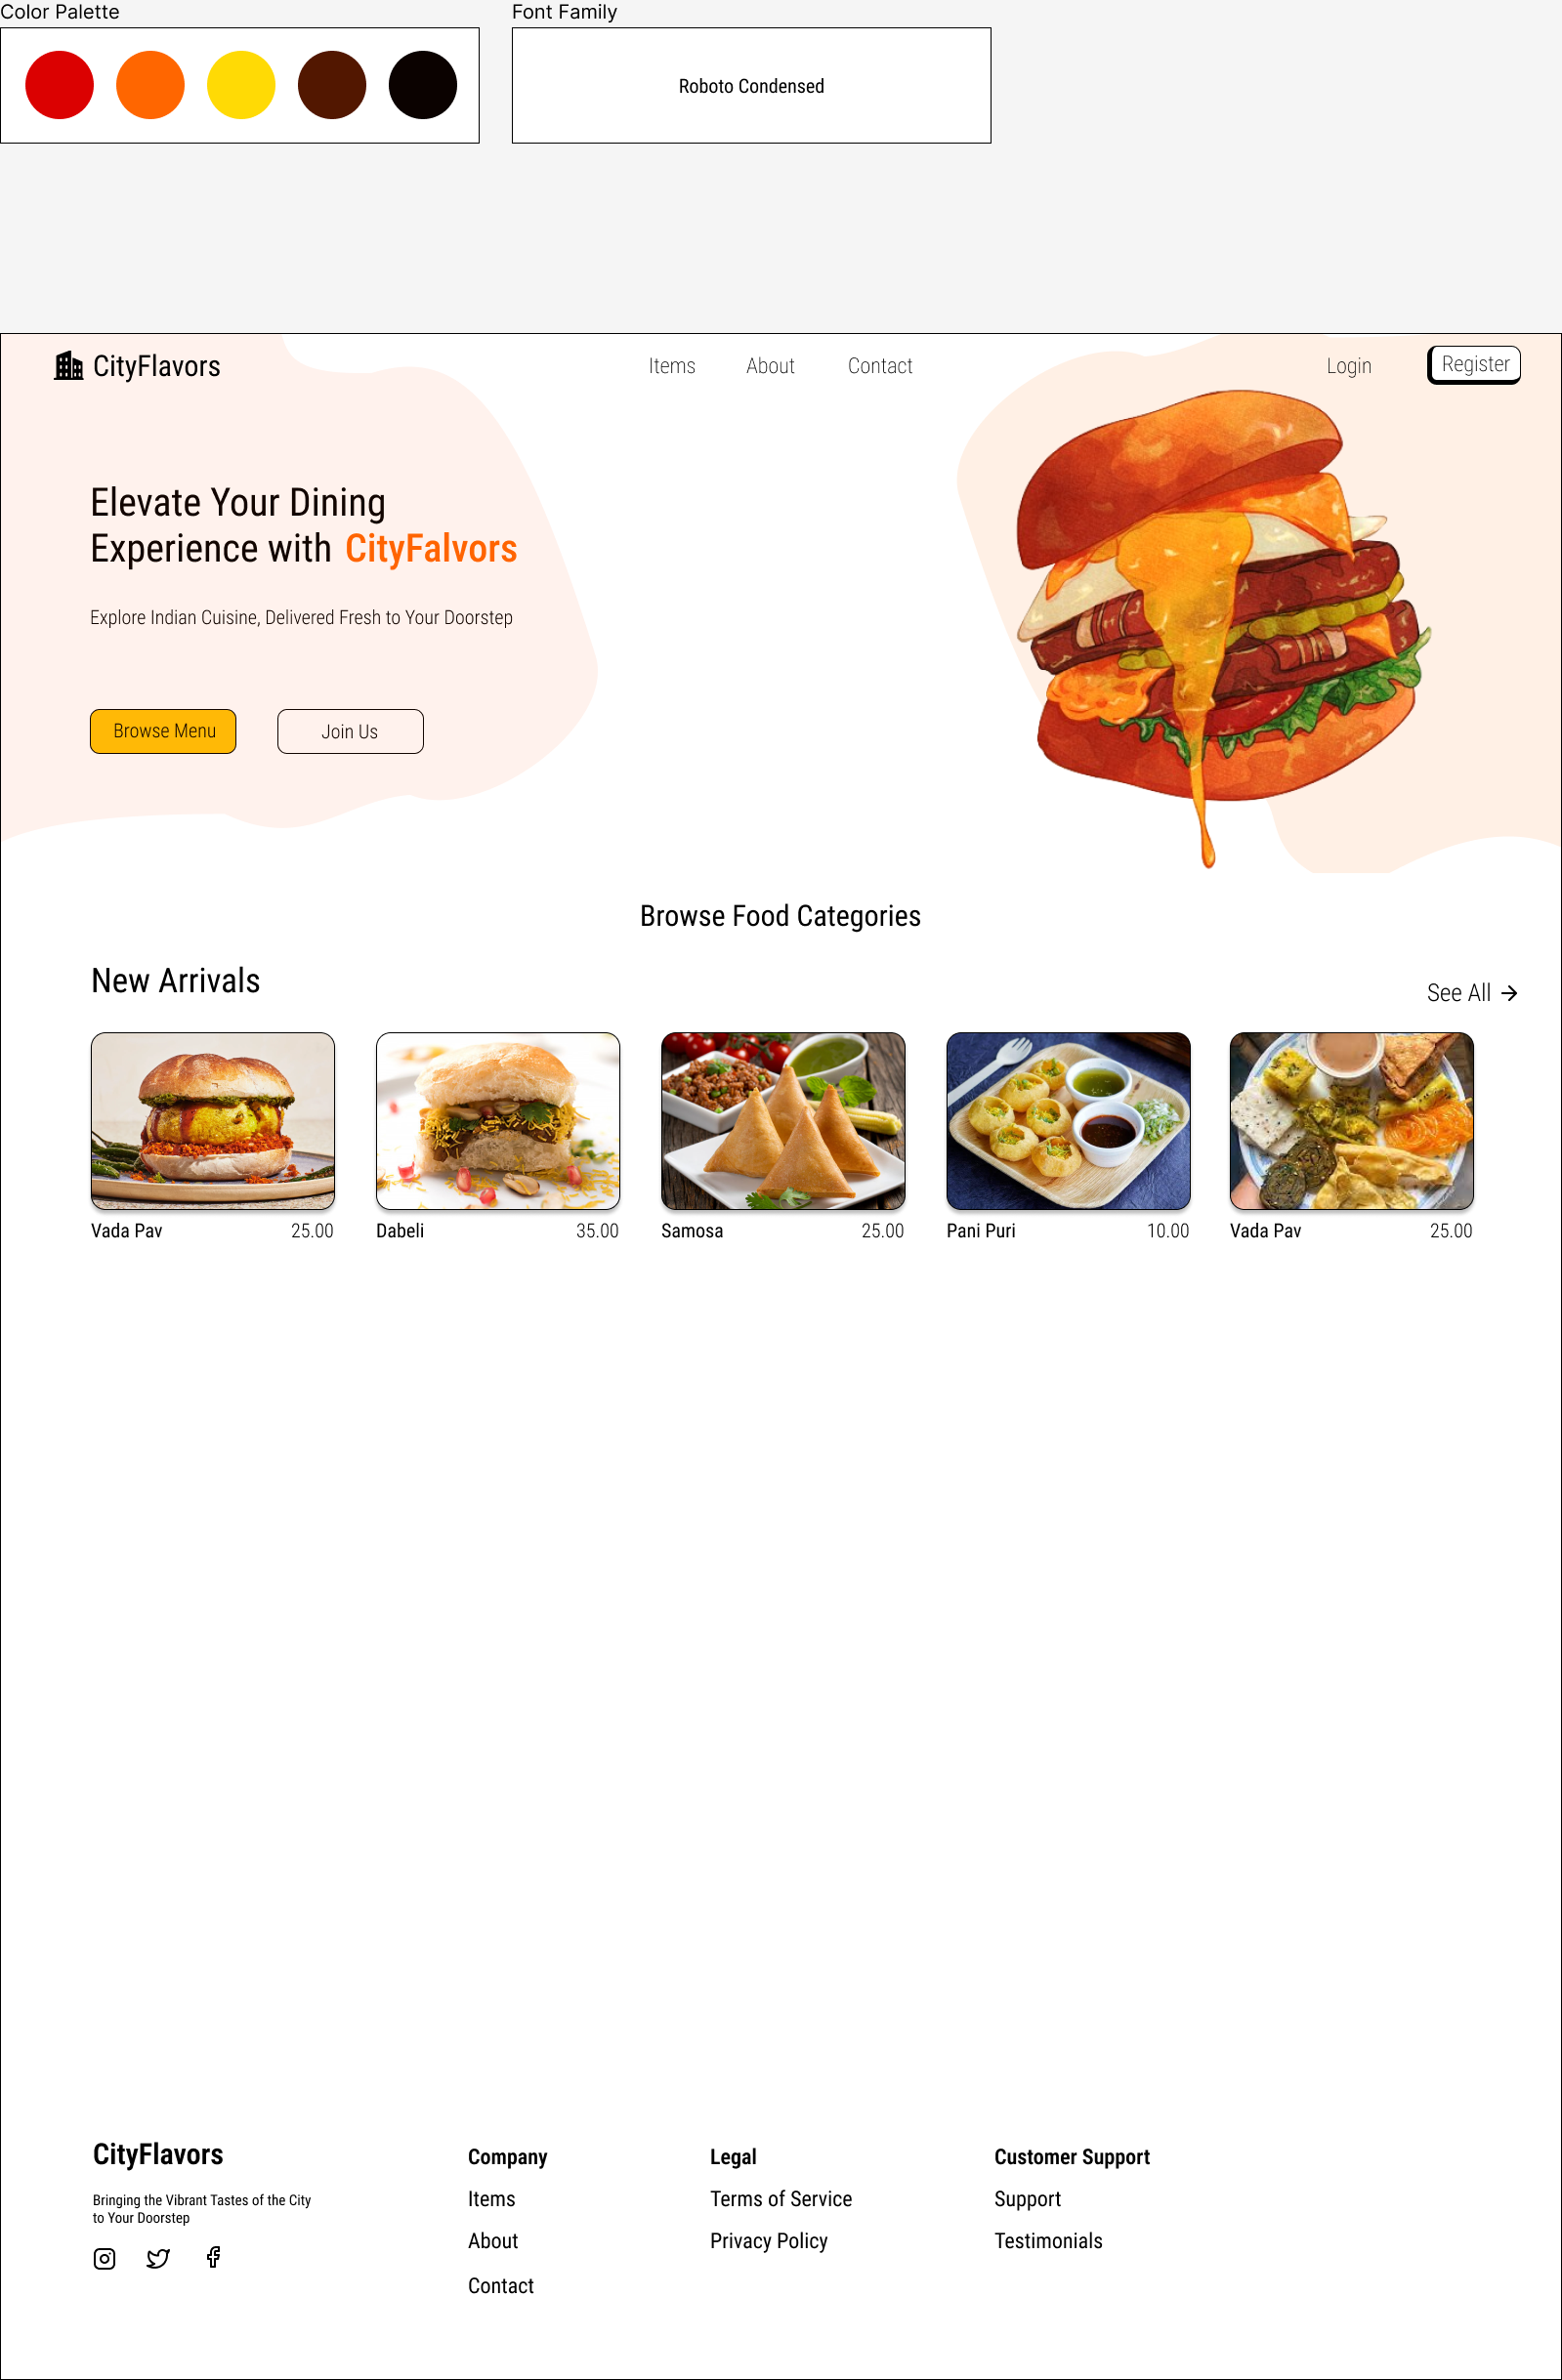 Color Palette
Font Family
Roboto Condensed
CityFlavors
Items
About
Contact
Login
Register
Elevate Your Dining
Experience with CityFalvors
Explore Indian Cuisine, Delivered Fresh to Your Doorstep
Browse Menu
Join Us
Browse Food Categories
New Arrivals
See All
Vada Pav 25.00
Dabeli 35.00
Samosa 25.00
Pani Puri 10.00
Vada Pav 25.00
CityFlavors
Bringing the Vibrant Tastes of the City
to Your Doorstep
Company
Items
About
Contact
Legal
Terms of Service
Privacy Policy
Customer Support
Support
Testimonials